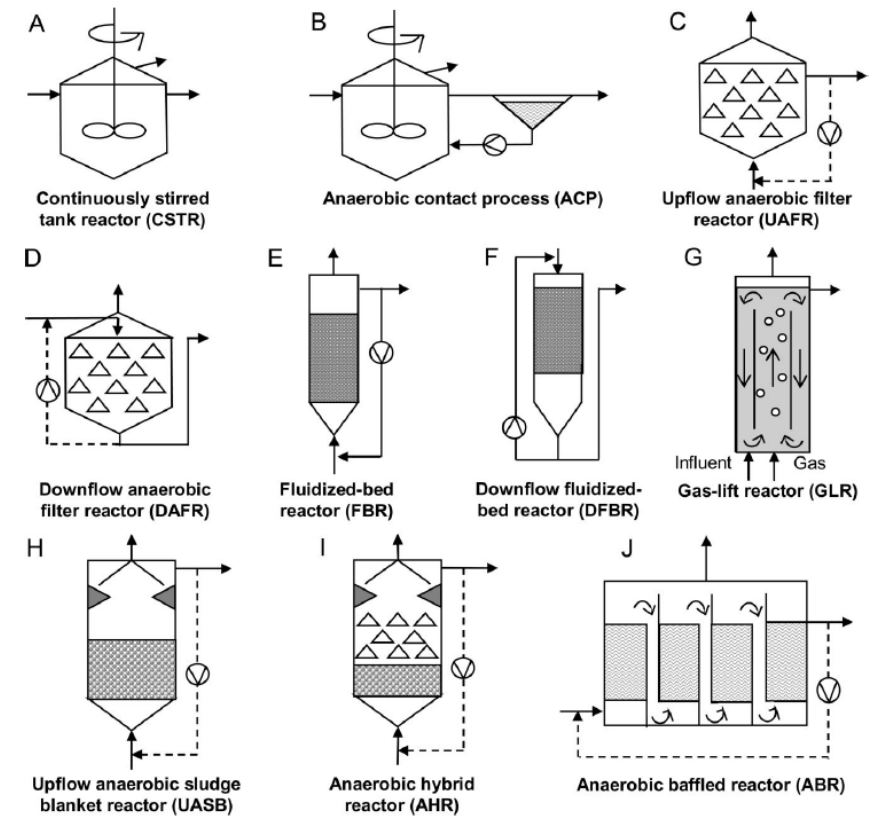 A
B
C
Continuously stirred
tank reactor (CSTR)
Anaerobic contact process (ACP)
Upflow anaerobic filter
reactor (UAFR)
D
E
F
G
Influent
Gas
Downflow anaerobic
filter reactor (DAFR)
Fluidized-bed
reactor (FBR)
Downflow fluidized-
bed reactor (DFBR)
Gas-lift reactor (GLR)
H
I
J
Upflow anaerobic sludge
blanket reactor (UASB)
Anaerobic hybrid
reactor (AHR)
Anaerobic baffled reactor (ABR)